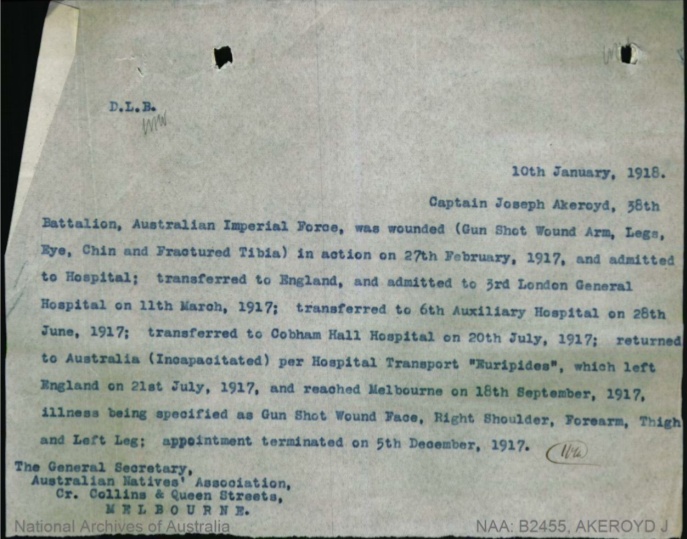 D.L.B.
10th January, 1918.
Captain Joseph Akeroyd, 38th
Battalion, Australian Imperial Force, was wounded (Gun Shot Wound Arm, Legs,
Eye, Chin and Fractured Tibia) in action on 27th February, 1917, and admitted
to Hospital; transferred to England, and admitted to 3rd London General
Hospital on 11th March, 1917; transferred to 6th Auxiliary Hospital on 28th
June, 1917; transferred to Cobham Hall Hospital on 20th July, 1917; returned
to Australia (Incapacitated) per Hospital Transport "Euripides", which left
England on 21st July, 1917, and reached Melbourne on 18th September, 1917,
illness being specified as Gun Shot Wound Face, Right Shoulder, Forearm, Thigh
and Left Leg; appointment terminated on 5th December, 1917.
The General Secretary,
Australian Natives' Association,
Cr. Collins & Queen Streets,
MELBOURNE.
National Archives of Australia
NAA: B2455, AKEROYD J